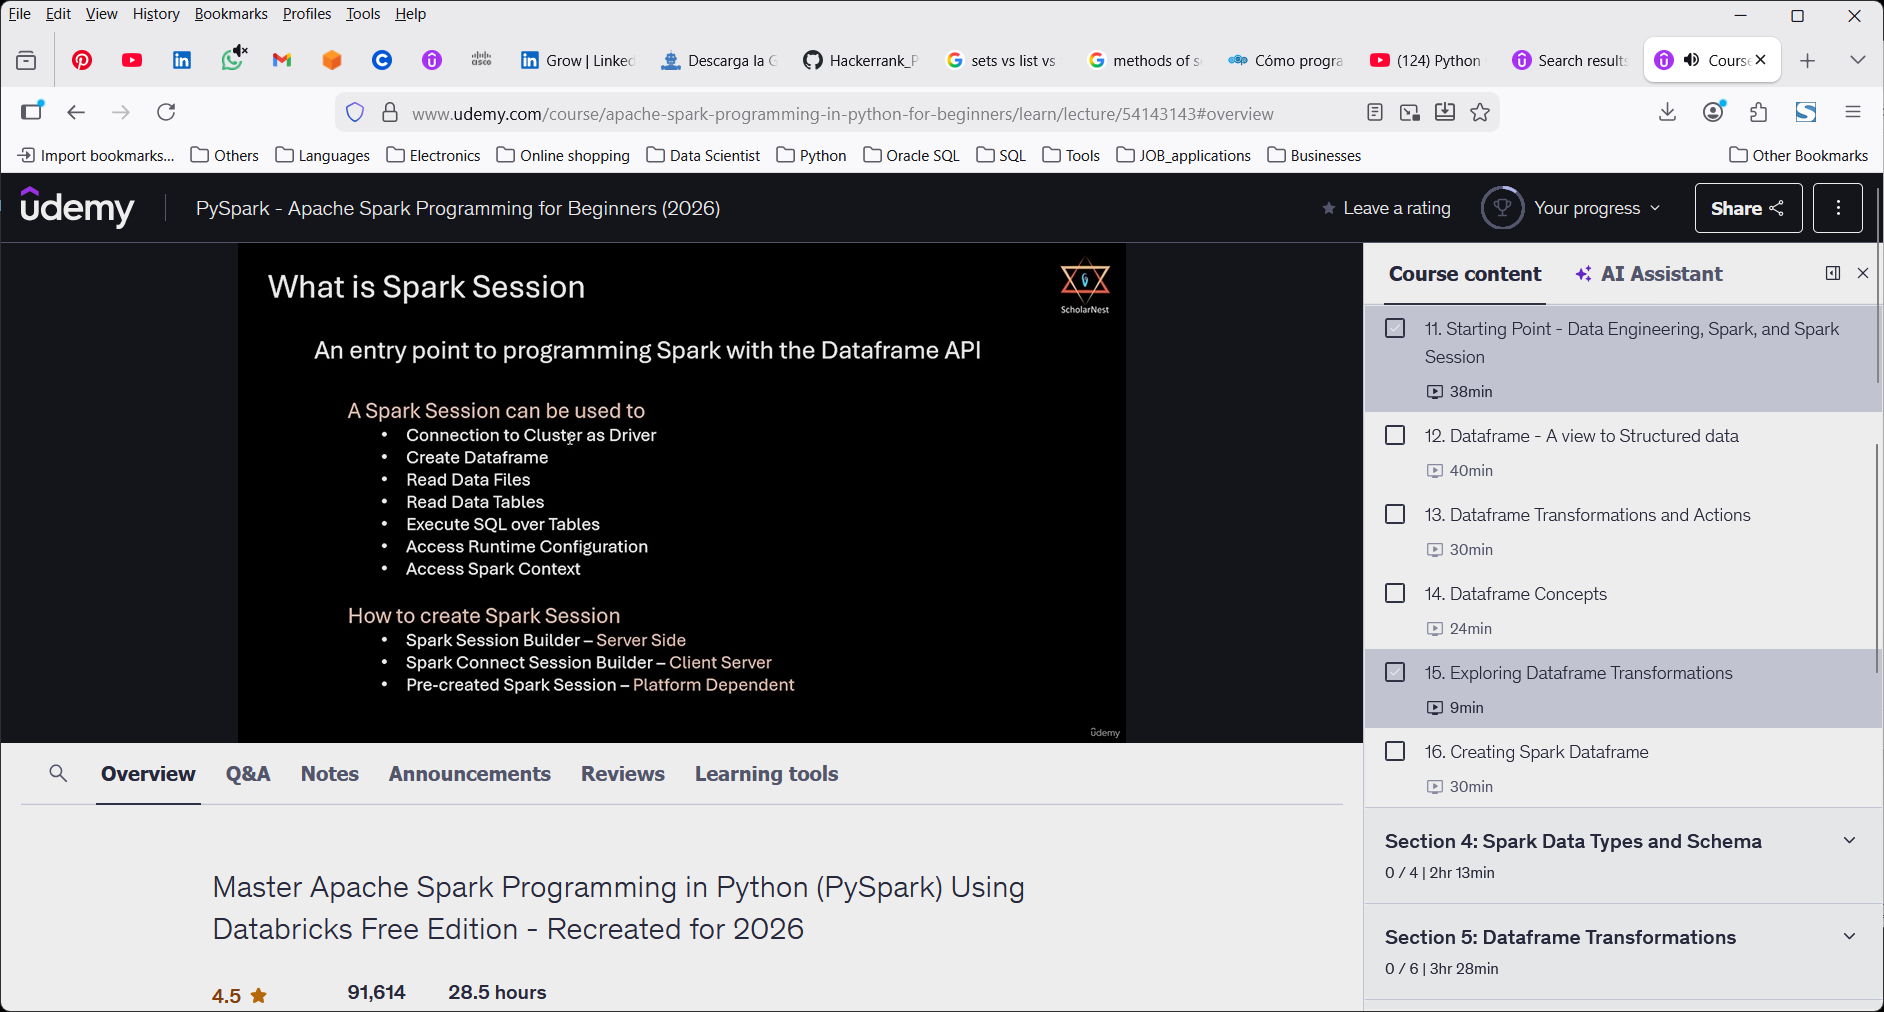 File Edit View History Bookmarks Profiles Tools Help
cisco Grow | Linked Descarga la G Hackerrank_P sets vs list vs methods of s Cómo progra (124) Python Search results Course
www.udemy.com/course/apache-spark-programming-in-python-for-beginners/learn/lecture/54143143#overview
Import bookmarks... Others Languages Electronics Online shopping Data Scientist Python Oracle SQL SQL Tools JOB_applications Businesses Other Bookmarks
udemy PySpark - Apache Spark Programming for Beginners (2026) Leave a rating Your progress Share
What is Spark Session
ScholarNest
An entry point to programming Spark with the Dataframe API
A Spark Session can be used to
• Connection to Cluster as Driver
• Create Dataframe
• Read Data Files
• Read Data Tables
• Execute SQL over Tables
• Access Runtime Configuration
• Access Spark Context
How to create Spark Session
• Spark Session Builder – Server Side
• Spark Connect Session Builder – Client Server
• Pre-created Spark Session – Platform Dependent
udemy
Course content AI Assistant
11. Starting Point - Data Engineering, Spark, and Spark
Session
38min
12. Dataframe - A view to Structured data
40min
13. Dataframe Transformations and Actions
30min
14. Dataframe Concepts
24min
15. Exploring Dataframe Transformations
9min
16. Creating Spark Dataframe
30min
Section 4: Spark Data Types and Schema
0 / 4 | 2hr 13min
Section 5: Dataframe Transformations
0 / 6 | 3hr 28min
Overview Q&A Notes Announcements Reviews Learning tools
Master Apache Spark Programming in Python (PySpark) Using
Databricks Free Edition - Recreated for 2026
4.5 91,614 28.5 hours